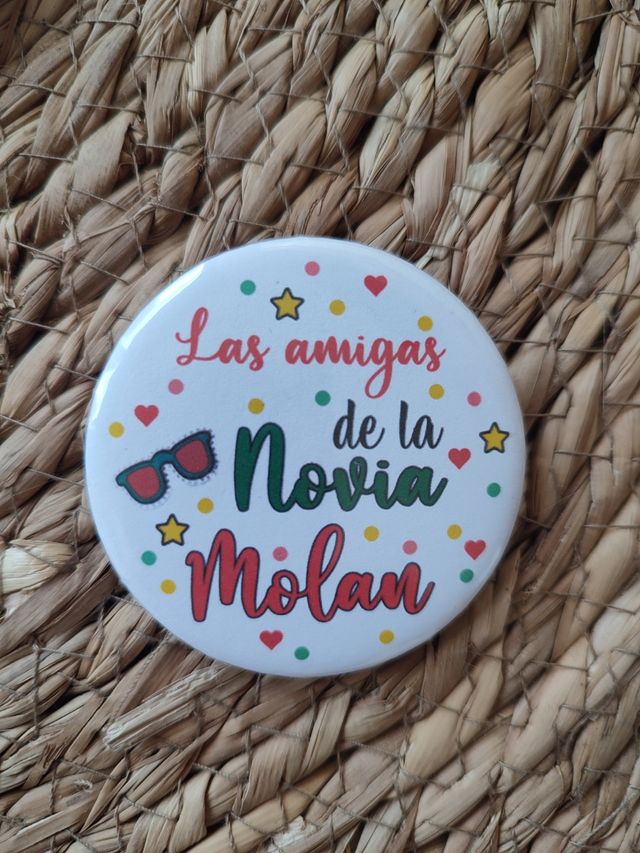 Las amigas
de la
Novia
Molan